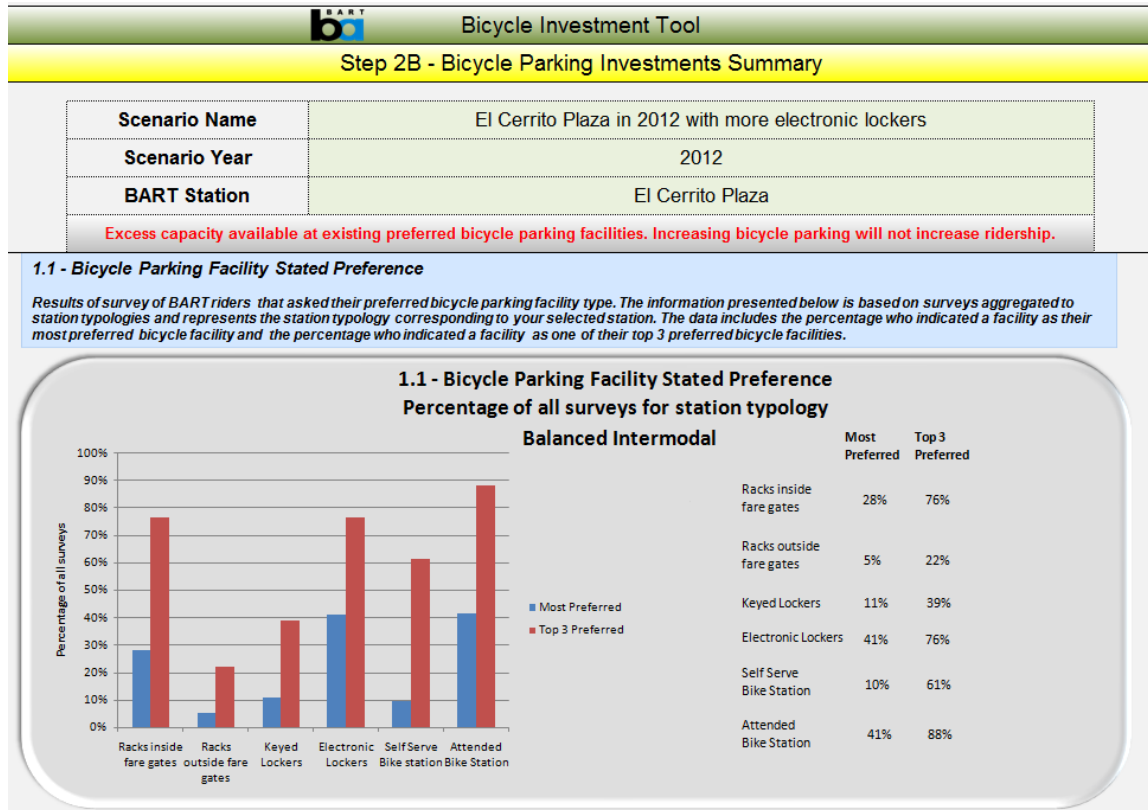 BART
ba
Bicycle Investment Tool
Step 2B - Bicycle Parking Investments Summary
Scenario Name El Cerrito Plaza in 2012 with more electronic lockers
Scenario Year 2012
BART Station El Cerrito Plaza
Excess capacity available at existing preferred bicycle parking facilities. Increasing bicycle parking will not increase ridership.
1.1 - Bicycle Parking Facility Stated Preference
Results of survey of BART riders that asked their preferred bicycle parking facility type. The information presented below is based on surveys aggregated to
station typologies and represents the station typology corresponding to your selected station. The data includes the percentage who indicated a facility as their
most preferred bicycle facility and the percentage who indicated a facility as one of their top 3 preferred bicycle facilities.
1.1 - Bicycle Parking Facility Stated Preference
Percentage of all surveys for station typology
Balanced Intermodal
Percentage of all surveys
100%
90%
80%
70%
60%
50%
40%
30%
20%
10%
0%
Racks inside
fare gates
Racks
outside fare
gates
Keyed
Lockers
Electronic
Lockers
Self Serve
Bike station
Attended
Bike Station
Most Preferred
Top 3 Preferred
Most Top 3
Preferred Preferred
Racks inside
fare gates 28% 76%
Racks outside
fare gates 5% 22%
Keyed Lockers 11% 39%
Electronic Lockers 41% 76%
Self Serve
Bike Station 10% 61%
Attended
Bike Station 41% 88%